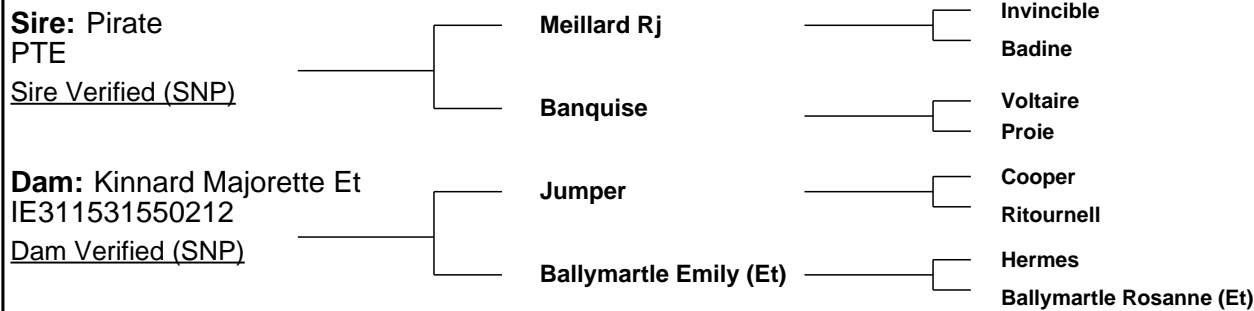 Sire: Pirate
PTE
Sire Verified (SNP)
Meillard Rj
Banquise
Invincible
Badine
Voltaire
Proie
Dam: Kinnard Majorette Et
IE311531550212
Dam Verified (SNP)
Jumper
Ballymartle Emily (Et)
Cooper
Ritournell
Hermes
Ballymartle Rosanne (Et)